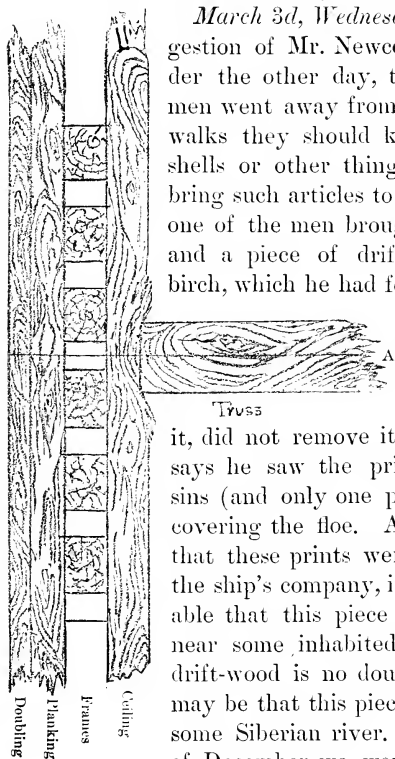 March 3d, Wednes
gestion of Mr. Newc
der the other day, t
men went away from
walks they should k
shells or other thing
bring such articles to
one of the men broug
and a piece of drif
birch, which he had f
A
Truss
it, did not remove it
says he saw the pri
sins (and only one p
covering the floe. A
that these prints wer
the ship's company, i
able that this piece
near some inhabited
drift-wood is no dou
may be that this piec
some Siberian river.
of December we wer
Doubling
Planking
Frames
Ceiling